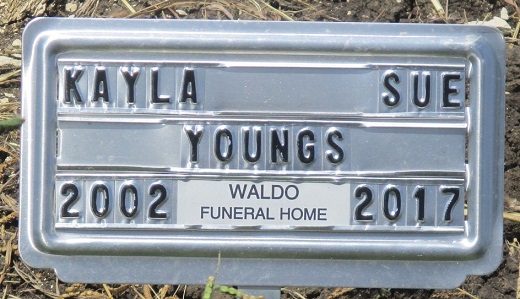 KAYLA SUE
YOUNGS
2002 WALDO FUNERAL HOME 2017